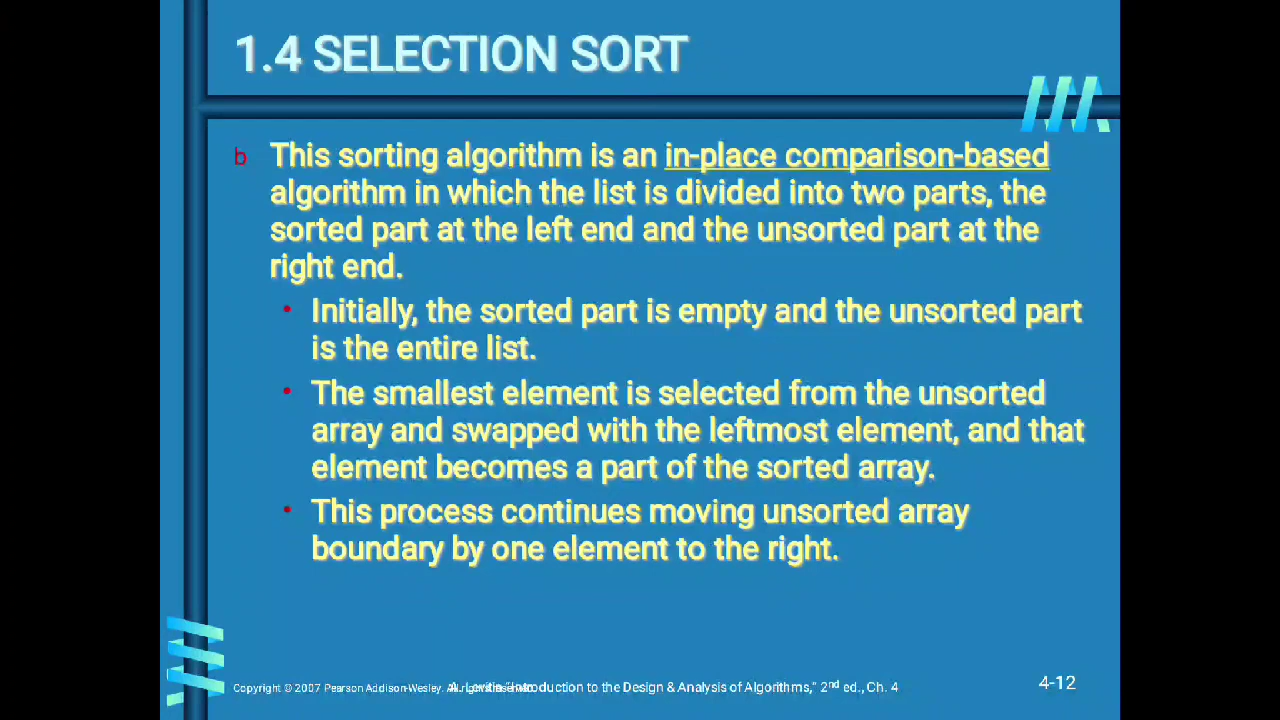 1.4 SELECTION SORT
b This sorting algorithm is an in-place comparison-based
algorithm in which the list is divided into two parts, the
sorted part at the left end and the unsorted part at the
right end.
• Initially, the sorted part is empty and the unsorted part
is the entire list.
• The smallest element is selected from the unsorted
array and swapped with the leftmost element, and that
element becomes a part of the sorted array.
• This process continues moving unsorted array
boundary by one element to the right.
Copyright © 2007 Pearson Addison-Wesley. All rights reserved.
A. Levitin "Introduction to the Design & Analysis of Algorithms," 2nd ed., Ch. 4
4-12